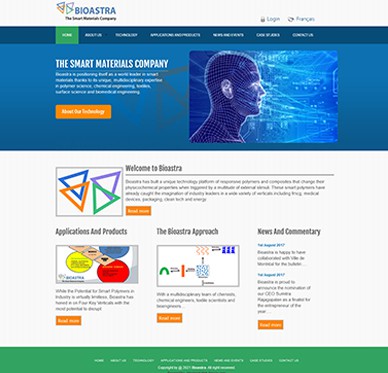 BIOASTRA
The Smart Materials Company
Login
Français
HOME
ABOUT US
TECHNOLOGY
APPLICATIONS AND PRODUCTS
NEWS AND EVENTS
CASE STUDIES
CONTACT US
THE SMART MATERIALS COMPANY
Bioastra is positioning itself as a world leader in smart
materials thanks to its unique, multidisciplinary expertise
in polymer science, chemical engineering, textiles,
surface science and biomedical engineering.
About our Technology
Welcome to Bioastra
Bioastra has built a unique technology platform of responsive polymers and composites that change their
physicochemical properties when triggered by a multitude of external stimuli. These smart polymers have
already caught the imagination of industry leaders in a wide variety of verticals including hvacg, medical
devices, packaging, clean tech and energy.
Read more
Applications And Products
BIOASTRA
While the Potential for Smart Polymers in
Industry is virtually limitless, Bioastra has
honed in on Four Key Verticals with the
most potential to disrupt!
Read more
The Bioastra Approach
With a multidisciplinary team of chemists,
chemical engineers, textile scientists and
bioengineers,
Read more
News And Commentary
1st August 2017
Bioastra is happy to have
collaborated with Ville de
Montréal for the bulletin ...
1st August 2017
Bioastra is proud to
announce the nomination of
our CEO Sumitra
Rajagopalan as a finalist for
the entrepreneur of the
year...
Read more
HOME
ABOUT US
TECHNOLOGY
APPLICATIONS AND PRODUCTS
NEWS AND EVENTS
CASE STUDIES
CONTACT US
Copyright @ 2021 Bioastra. All rights reserved.